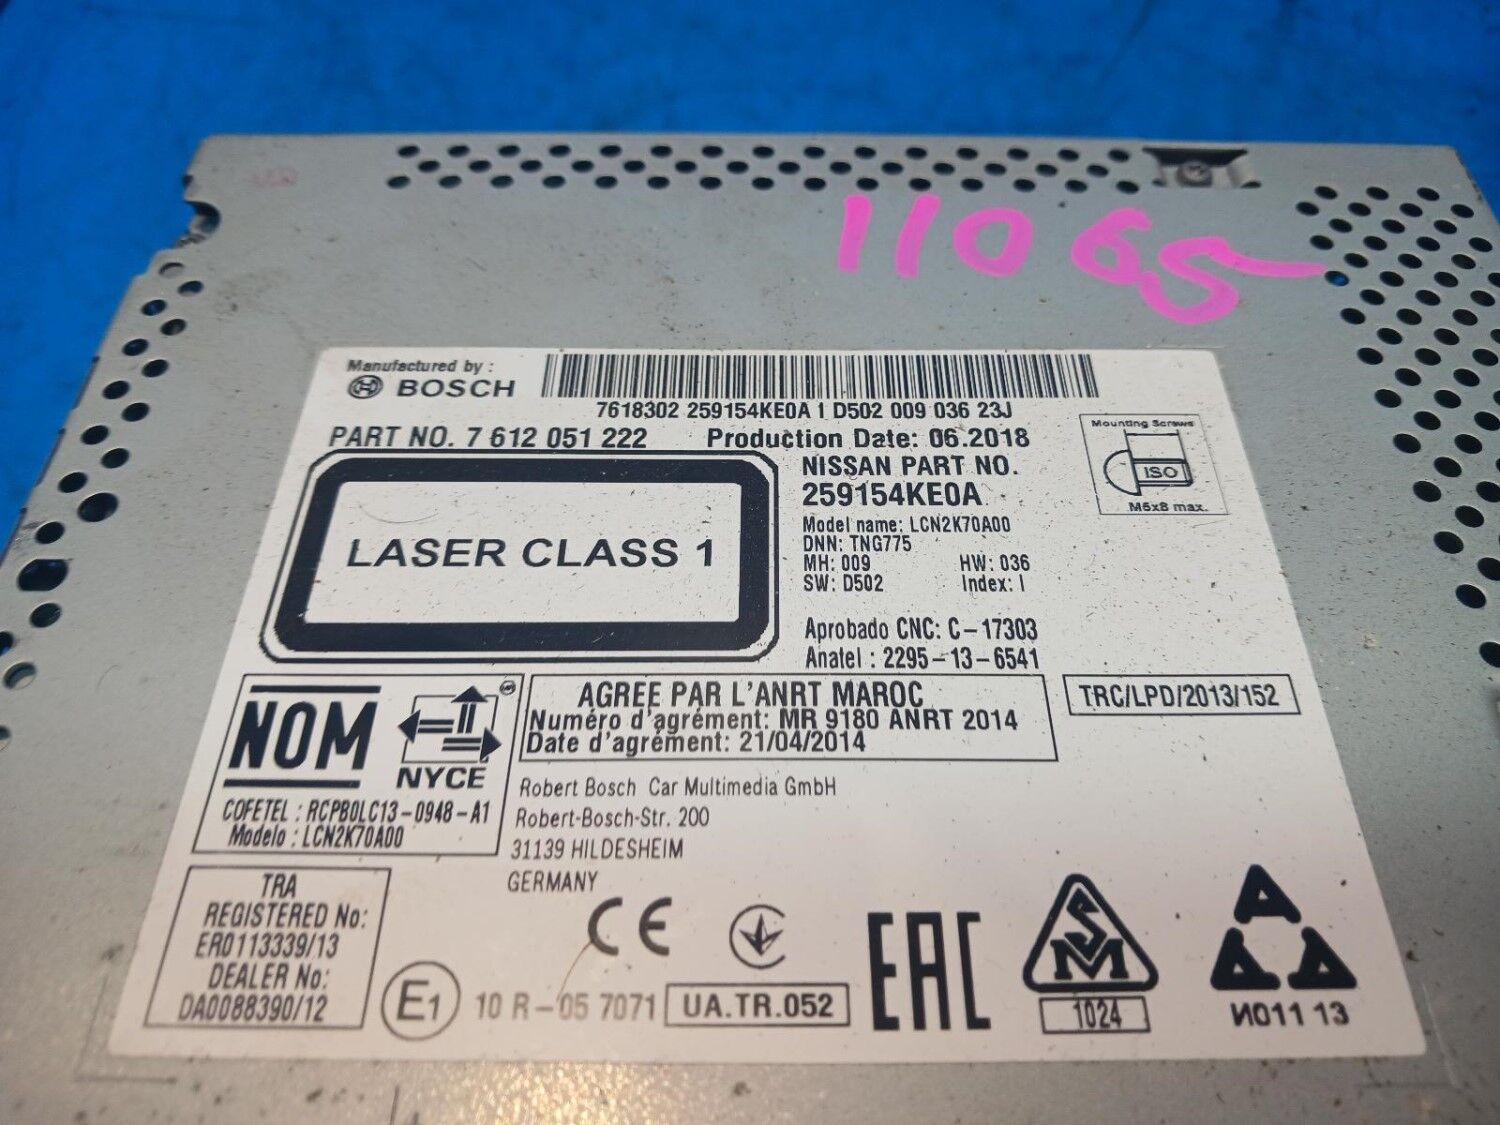 11065
Manufactured by :
BOSCH
7618302 259154KE0A I D502 009 036 23J
PART NO. 7 612 051 222
Production Date: 06.2018
Mounting Screws
ISO
M5x8 max.
NISSAN PART NO.
259154KE0A
LASER CLASS 1
Model name: LCN2K70A00
DNN: TNG775
MH: 009 HW: 036
SW: D502 Index: I
Aprobado CNC: C-17303
Anatel : 2295-13-6541
NOM
NYCE
COFETEL : RCPBOLC13-0948-A1
Modelo : LCN2K70A00
AGREE PAR L'ANRT MAROC
Numéro d'agrément: MR 9180 ANRT 2014
Date d'agrément: 21/04/2014
TRC/LPD/2013/152
Robert Bosch Car Multimedia GmbH
Robert-Bosch-Str. 200
31139 HILDESHEIM
GERMANY
TRA
REGISTERED No:
ER0113339/13
DEALER No:
DA0088390/12
CE
E1
10 R-05 7071
UA.TR.052
EAC
SM
1024
AAA
И011 13